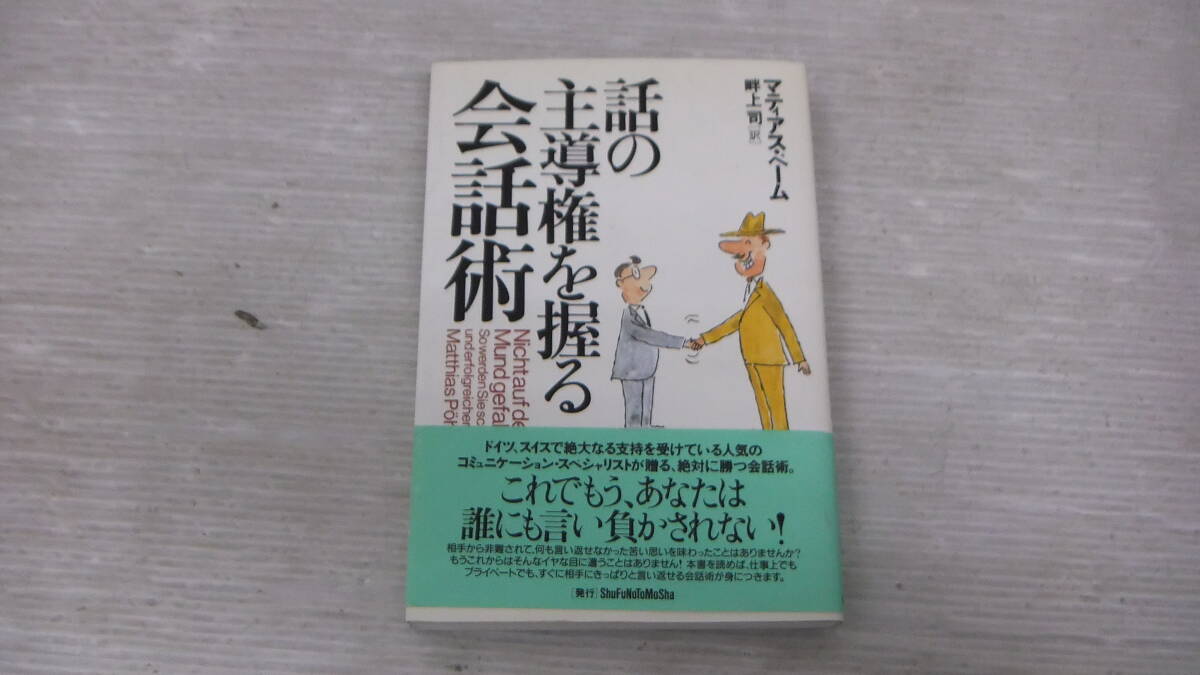 マティアス・ペーム
畔上司[訳]
話の
主導権を握る
会話術
Nicht auf de
Mund gefal
So werden Sie sc
und erfolgreicher
Matthias Pöh
ドイツ、スイスで絶大なる支持を受けている人気の
コミュニケーション・スペシャリストが贈る、絶対に勝つ会話術。
これでもう、あなたは
誰にも言い負かされない!
相手から非難されて、何も言い返せなかった苦い思いを味わったことはありませんか?
もうこれからはそんなイヤな目に遭うことはありません! 本書を読めば、仕事上でも
プライベートでも、すぐに相手にきっぱりと言い返せる会話術が身につきます。
[発行] ShuFuNoToMoSha